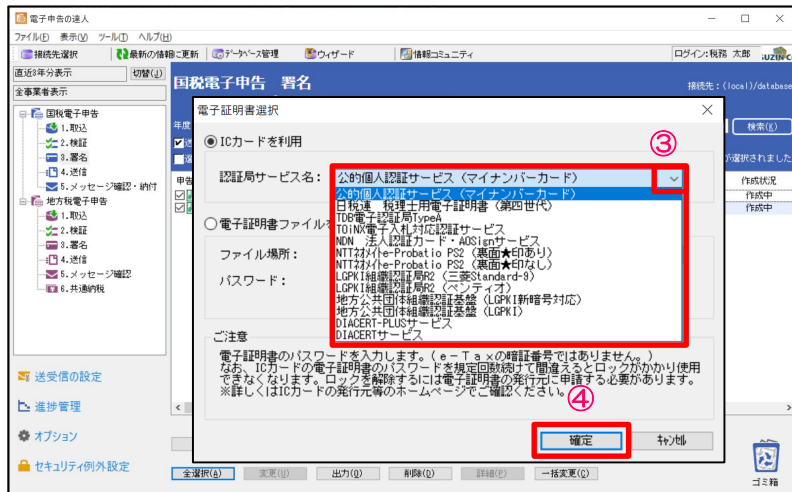 電子申告の達人
ファイル(F) 表示(V) ツール(T) ヘルプ(H)
接続先選択 最新の情報に更新 データベース管理 ウィザード 情報コミュニティ ログイン:税務 太郎
直近8年分表示 切替(J)
全事業者表示
国税電子申告 署名
接続先:(local)/database
国税電子申告
1.取込
2.検証
3.署名
4.送信
5.メッセージ確認・納付
地方税電子申告
1.取込
2.検証
3.署名
4.送信
5.メッセージ確認
6.共通納税
送受信の設定
進捗管理
オプション
セキュリティ例外設定
年度
検索(K)
が選択されました
作成状況
作成中
作成中
電子証明書選択
ICカードを利用
③
認証局サービス名: 公的個人認証サービス(マイナンバーカード)
公的個人認証サービス(マイナンバーカード)
日税連 税理士用電子証明書(第四世代)
TDB電子認証局TypeA
TOiNX電子入札対応認証サービス
NDN 法人認証カード・AOSignサービス
NTTネオメイトe-Probatio PS2(裏面★印あり)
NTTネオメイトe-Probatio PS2(裏面★印なし)
LGPKI組織認証局R2(三菱Standard-9)
LGPKI組織認証局R2(ベンティオ)
地方公共団体組織認証基盤(LGPKI新暗号対応)
地方公共団体組織認証基盤(LGPKI)
DIACERT-PLUSサービス
DIACERTサービス
電子証明書ファイルを
ファイル場所:
パスワード:
ご注意
電子証明書のパスワードを入力します。(e-Taxの暗証番号ではありません。)
なお、ICカードの電子証明書のパスワードを規定回数続けて間違えるとロックがかかり使用
できなくなります。ロックを解除するには電子証明書の発行元に申請する必要があります。
※詳しくはICカードの発行元等のホームページでご確認ください。
④
確定 キャンセル
全選択(A) 変更(U) 出力(O) 削除(D) 詳細(P) 一括変更(C)
ゴミ箱